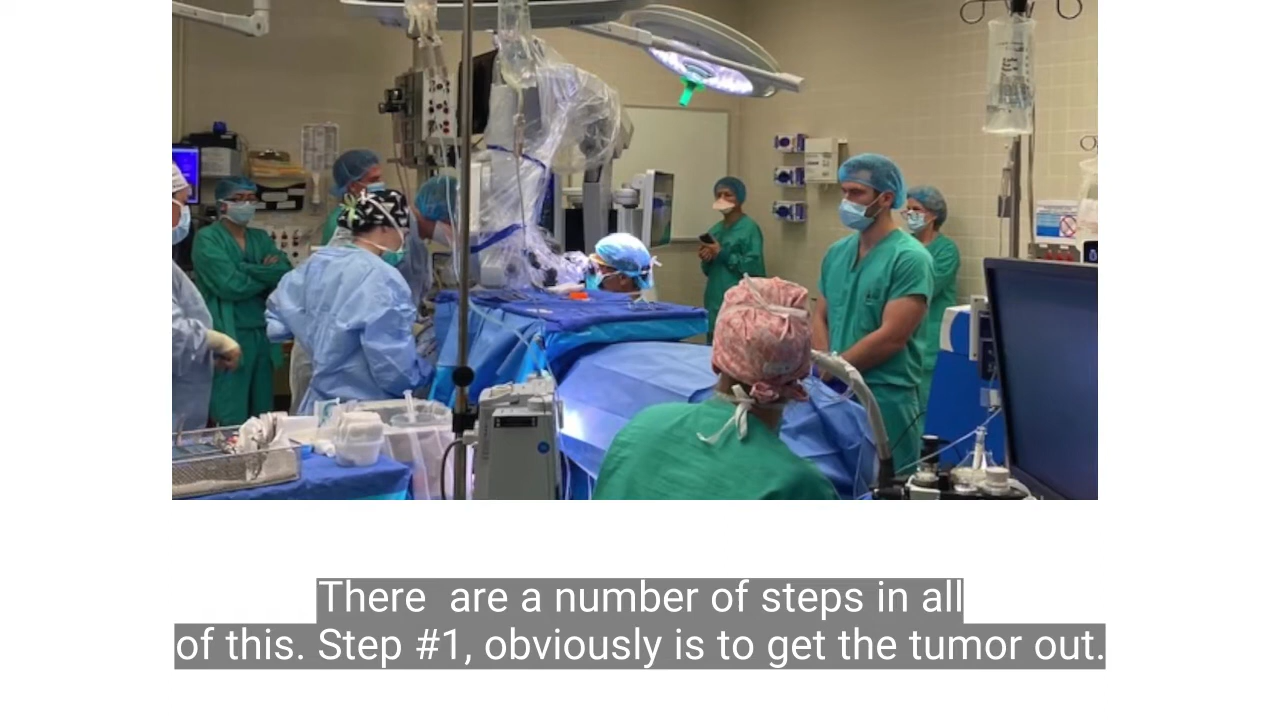 There  are a number of steps in all
of this. Step #1, obviously is to get the tumor out.